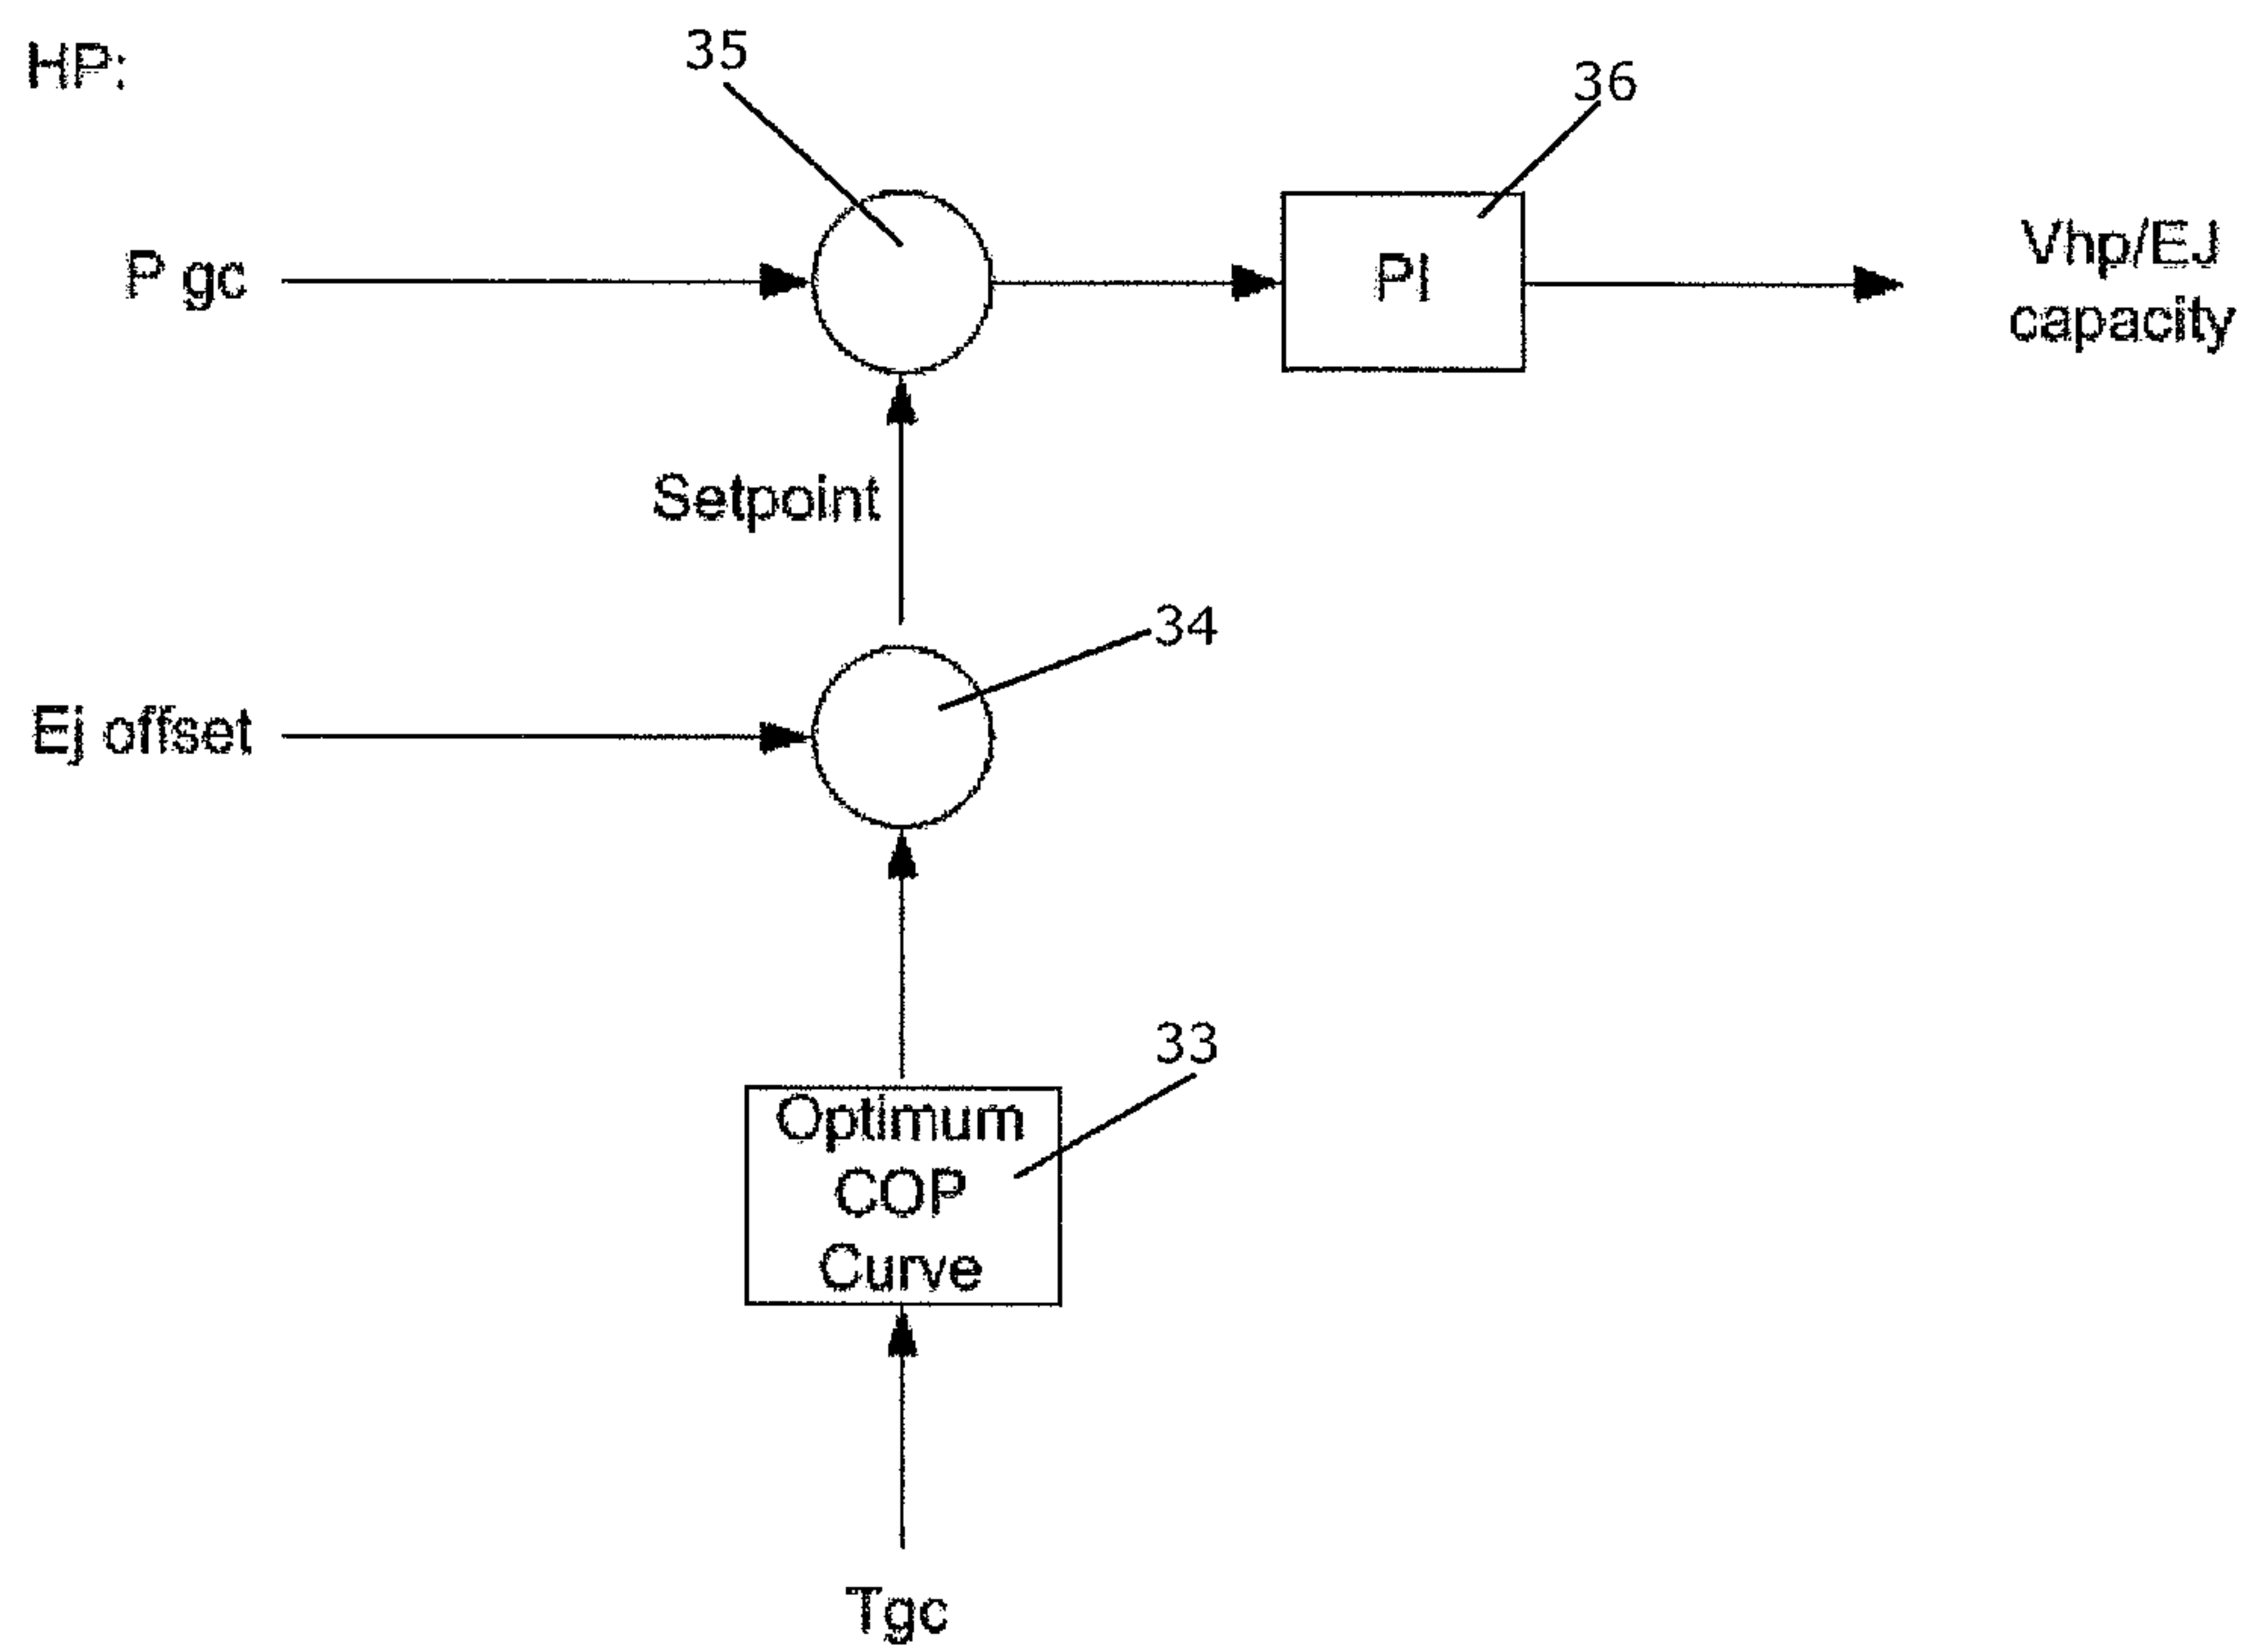 HP:
35
36
P gc
PI
Vhp/EJ
capacity
Setpoint
34
Ej offset
33
Optimum
COP
Curve
Tgc